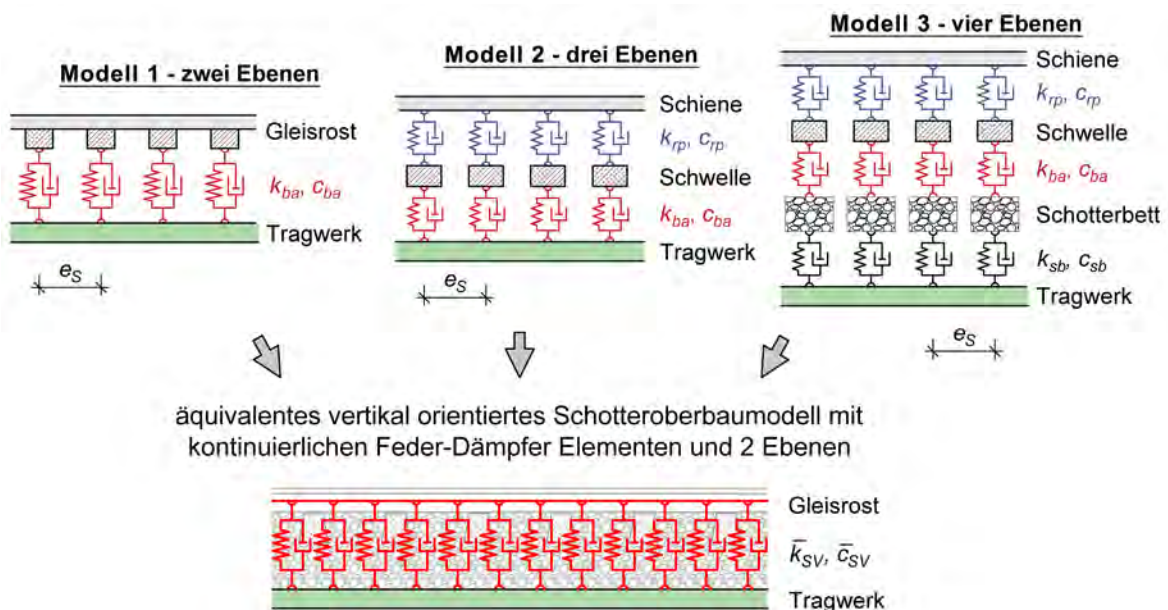 Modell 1 - zwei Ebenen
Gleisrost
k_ba, c_ba
Tragwerk
e_S
Modell 2 - drei Ebenen
Schiene
k_rp, c_rp
Schwelle
k_ba, c_ba
Tragwerk
e_S
Modell 3 - vier Ebenen
Schiene
k_rp, c_rp
Schwelle
k_ba, c_ba
Schotterbett
k_sb, c_sb
Tragwerk
e_S
äquivalentes vertikal orientiertes Schotteroberbaumodell mit
kontinuierlichen Feder-Dämpfer Elementen und 2 Ebenen
Gleisrost
k̅_SV, c̅_SV
Tragwerk